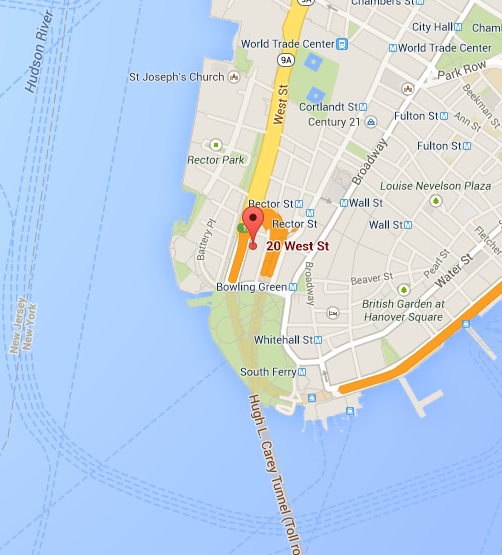 Broadway
Chambers St
9A
City Hall
Cham
World Trade Center
World Trade Center
9A
Park Row
St Joseph's Church
Beekman St
Hudson River
West St
Cortlandt St
Ann St
Century 21
Fulton St
Fulton St
Rector Park
Broadway
Louise Nevelson Plaza
Rector St
Wall St
Rector St
Wall St
Battery Pl
20 West St
Fletcher
Pearl St
Water St
Broadway
Beaver St
Bowling Green
British Garden at
Hanover Square
New Jersey
New York
Whitehall St
South Ferry
Hugh L. Carey Tunnel (Toll ro